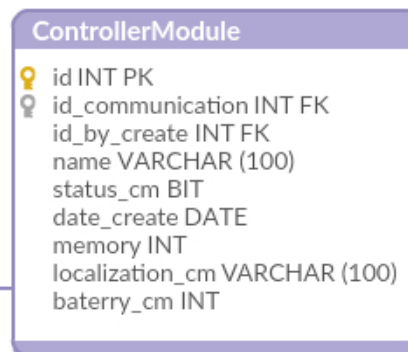 ControllerModule
id INT PK
id_communication INT FK
id_by_create INT FK
name VARCHAR (100)
status_cm BIT
date_create DATE
memory INT
localization_cm VARCHAR (100)
baterry_cm INT